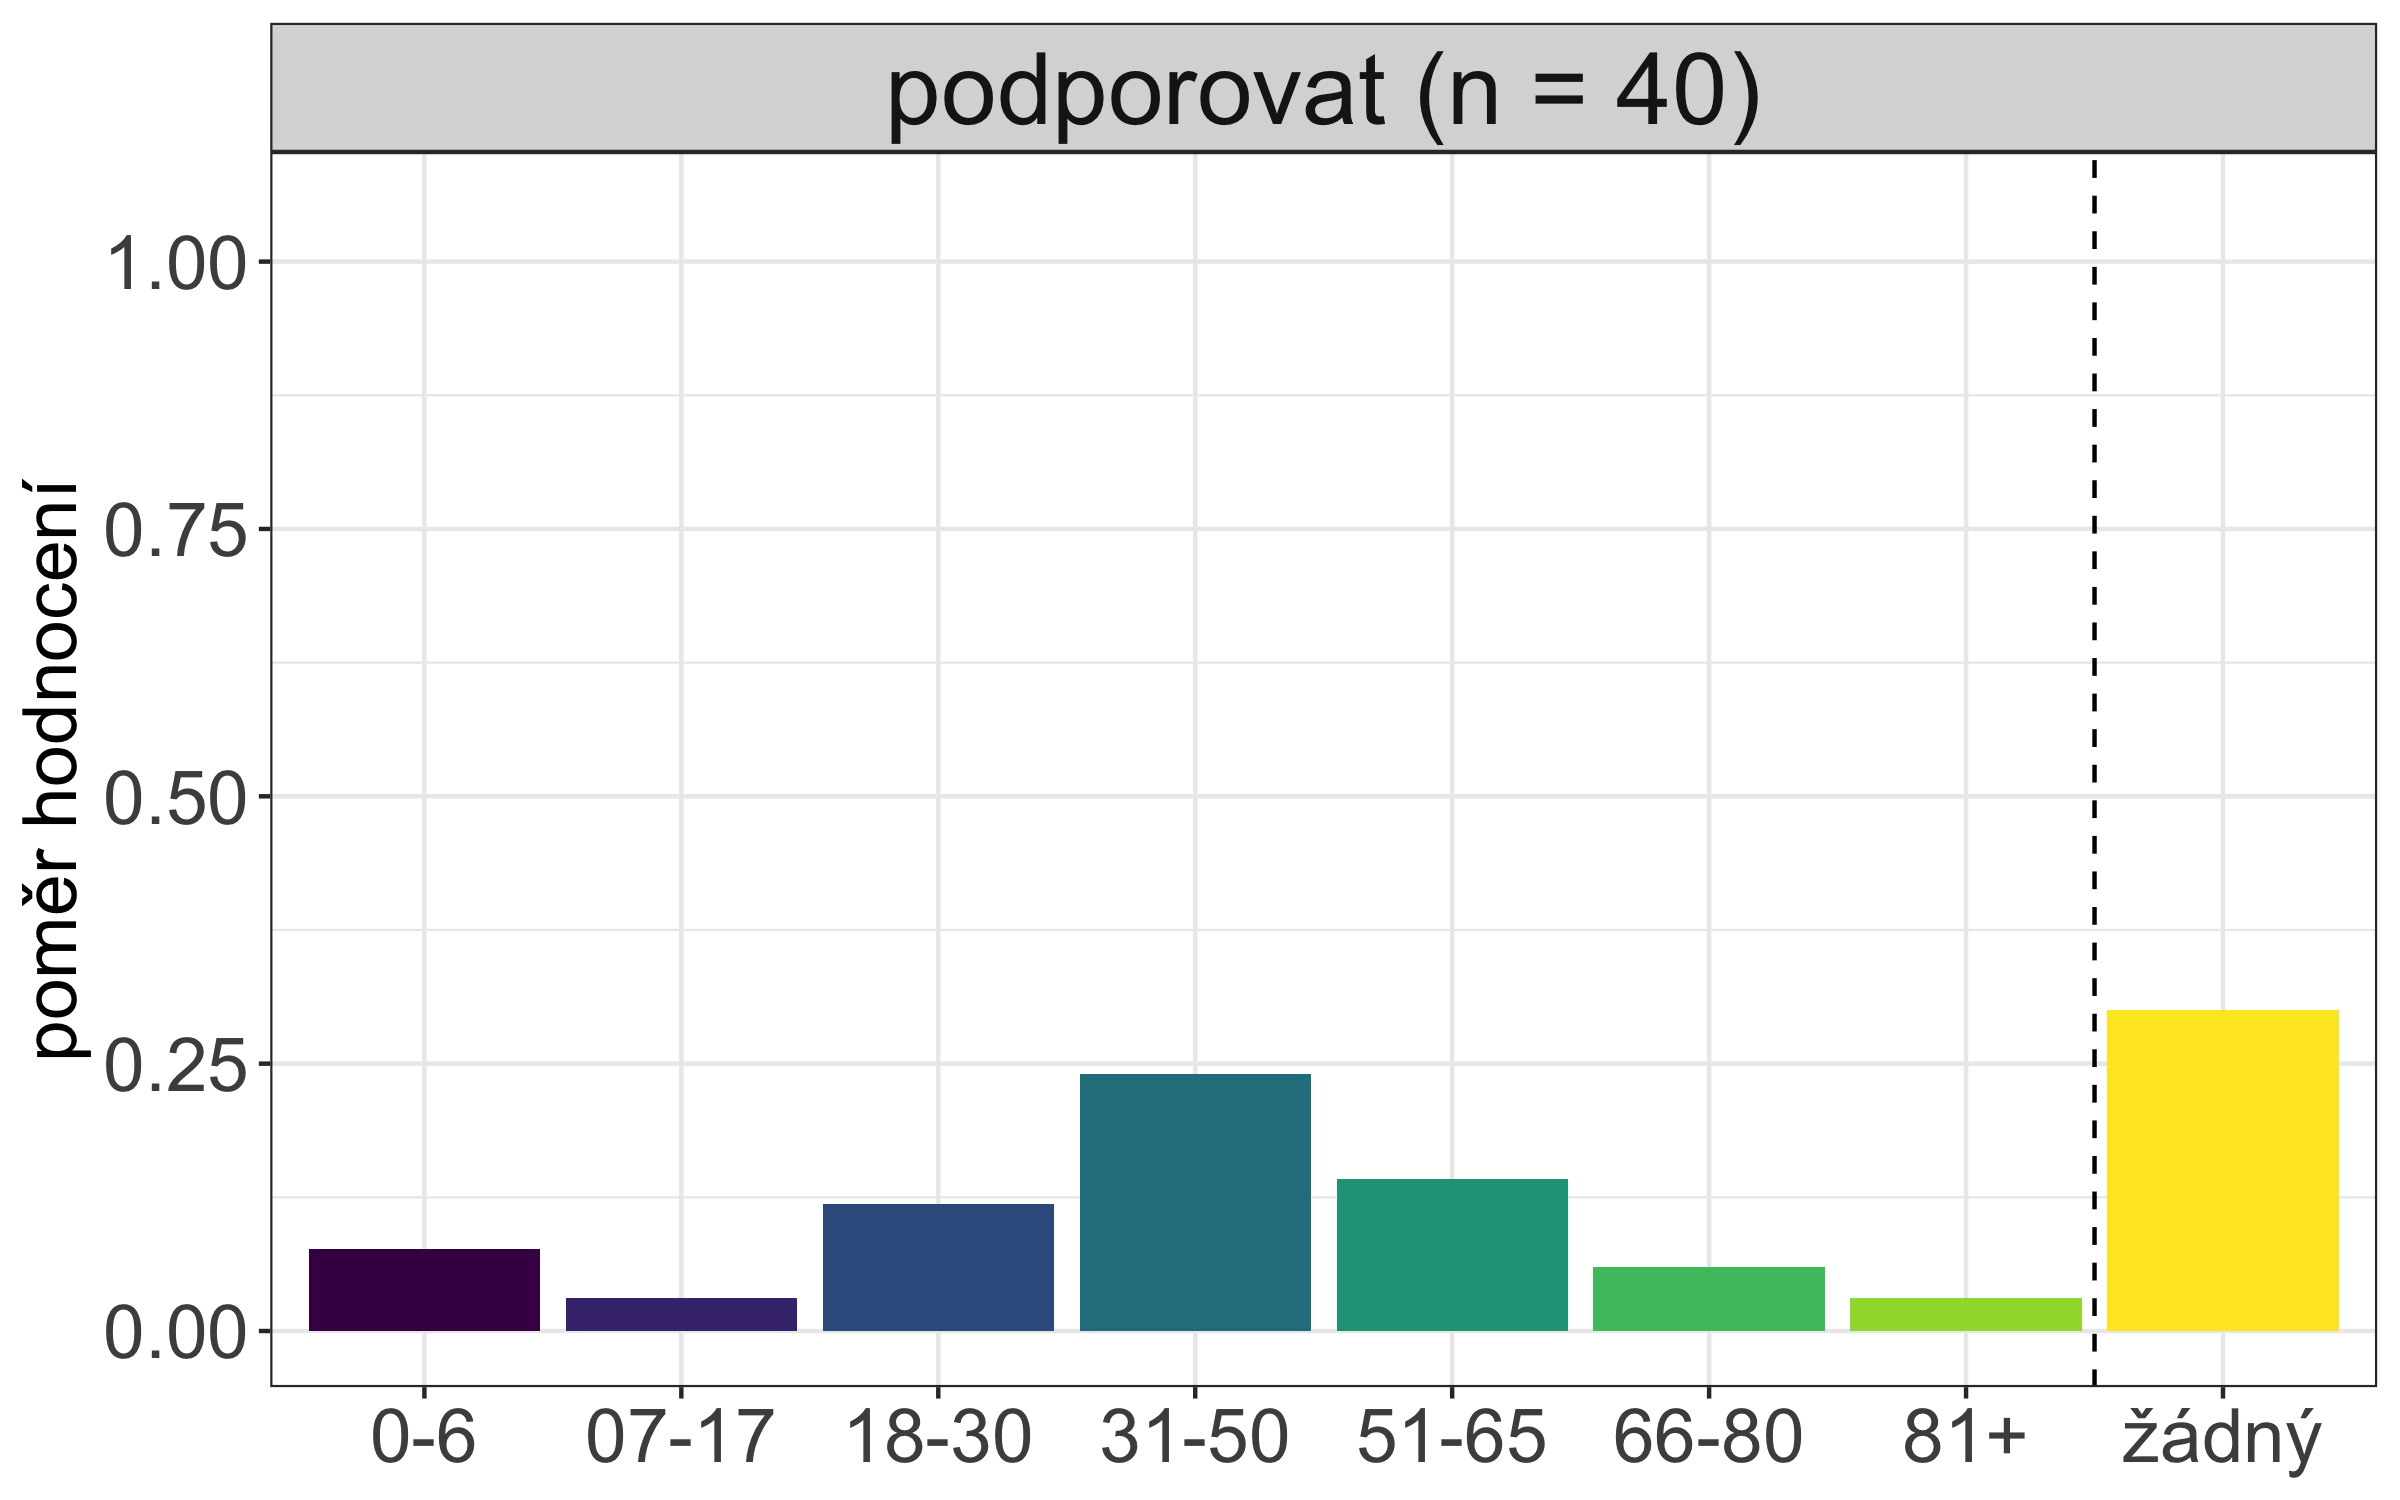 podporovat (n = 40)
poměr hodnocení
1.00
0.75
0.50
0.25
0.00
0-6 07-17 18-30 31-50 51-65 66-80 81+ žádný